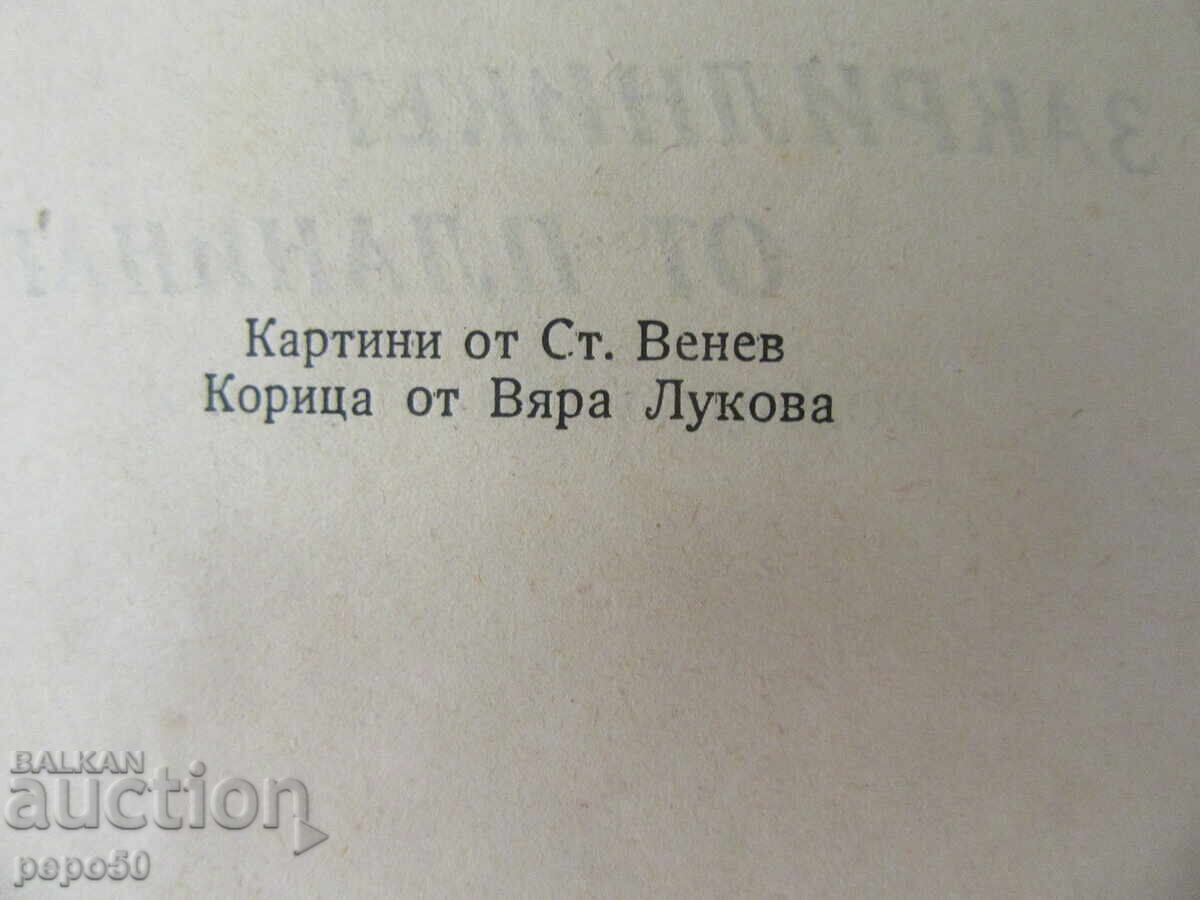 Картини от Ст. Венев
Корица от Вяра Лукова
BALKAN
auction
pepo50